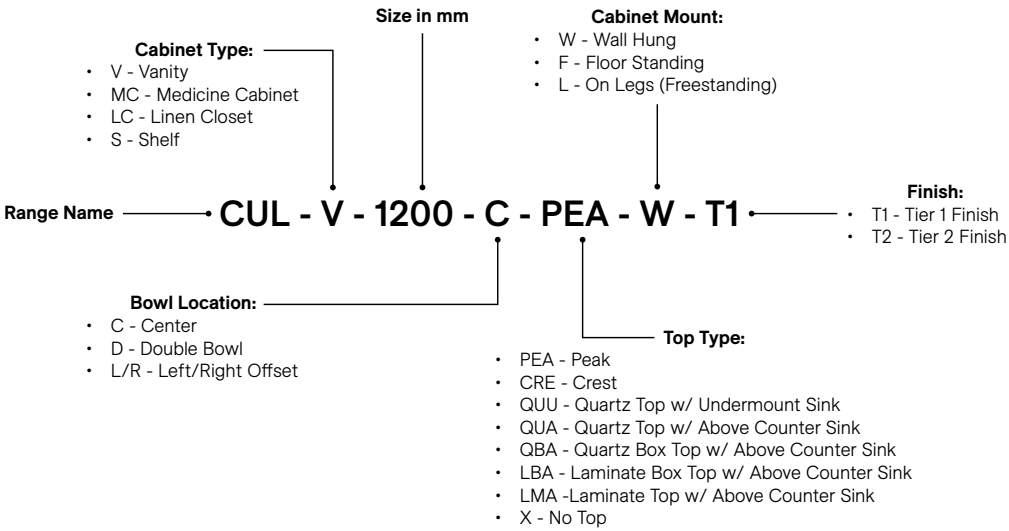 Size in mm
Cabinet Mount:
• W - Wall Hung
• F - Floor Standing
• L - On Legs (Freestanding)
Cabinet Type:
• V - Vanity
• MC - Medicine Cabinet
• LC - Linen Closet
• S - Shelf
Range Name
CUL - V - 1200 - C - PEA - W - T1
Finish:
• T1 - Tier 1 Finish
• T2 - Tier 2 Finish
Bowl Location:
• C - Center
• D - Double Bowl
• L/R - Left/Right Offset
Top Type:
• PEA - Peak
• CRE - Crest
• QUU - Quartz Top w/ Undermount Sink
• QUA - Quartz Top w/ Above Counter Sink
• QBA - Quartz Box Top w/ Above Counter Sink
• LBA - Laminate Box Top w/ Above Counter Sink
• LMA -Laminate Top w/ Above Counter Sink
• X - No Top